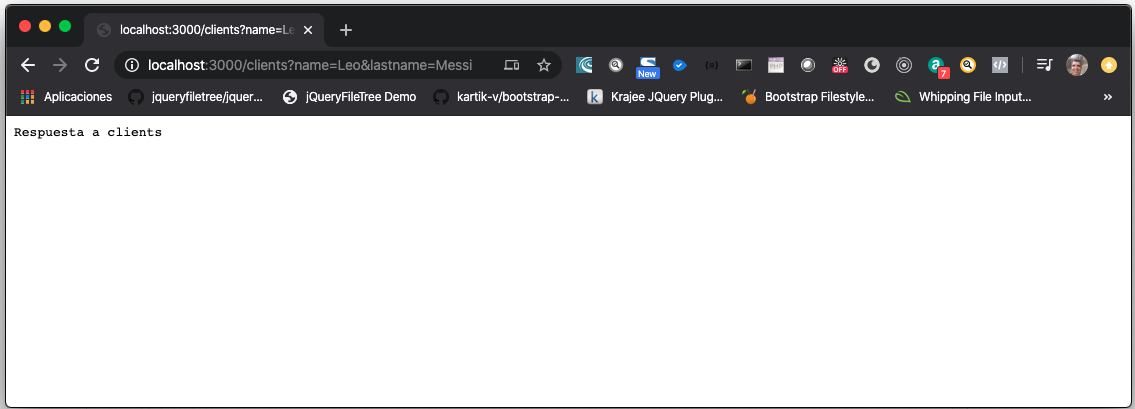 localhost:3000/clients?name=Le
localhost:3000/clients?name=Leo&lastname=Messi
New
OFF
7
Aplicaciones jqueryfiletree/jquer... jQueryFileTree Demo kartik-v/bootstrap-... Krajee JQuery Plug... Bootstrap Filestyle... Whipping File Input... »
Respuesta a clients